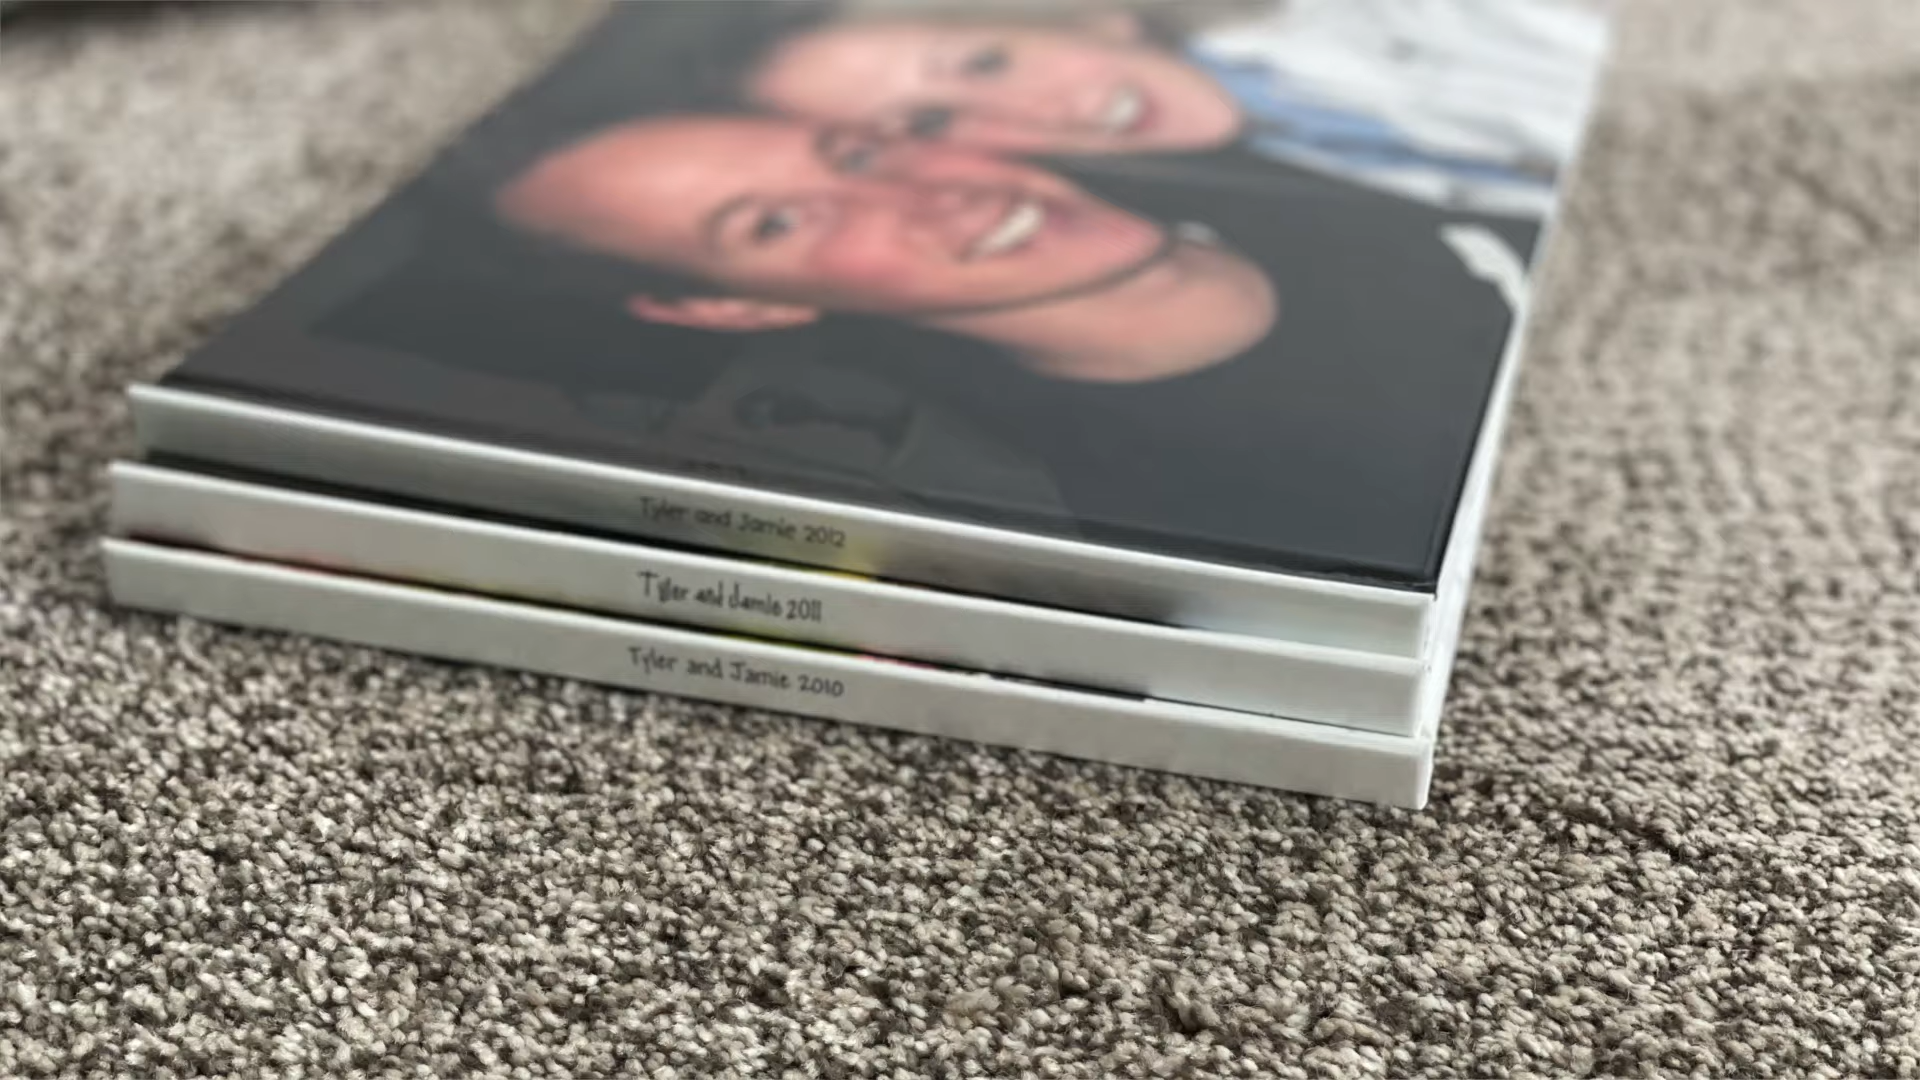 Tyler and Jamie 2012
Tyler and Jamie 2011
Tyler and Jamie 2010